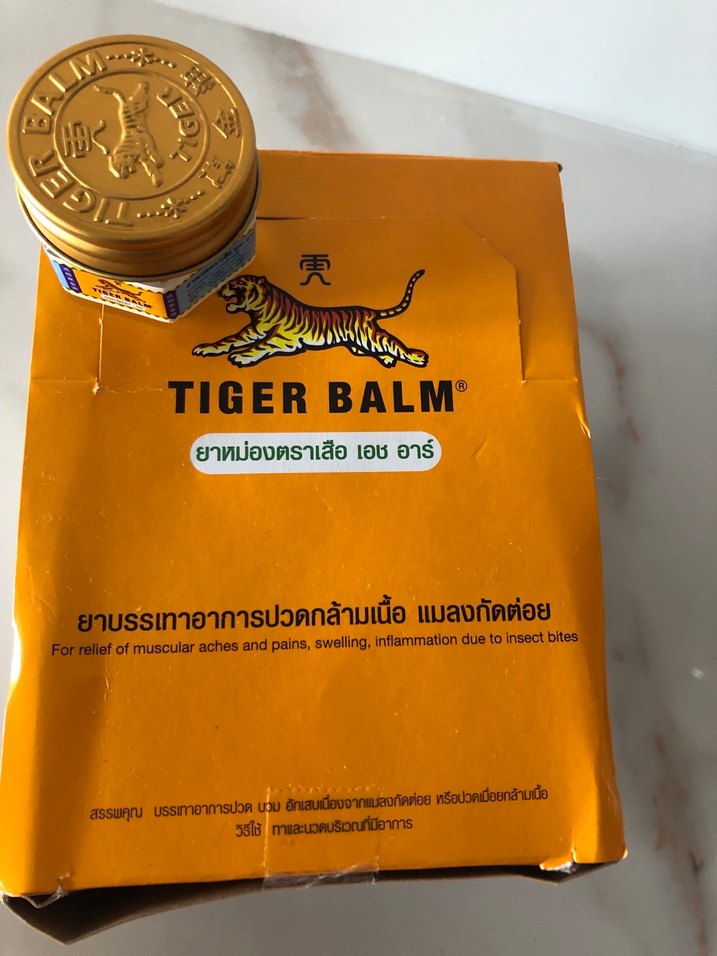 TIGER BALM
TIGER
TIGER BALM
TIGER BALM®
ยาหม่องตราเสือ เอช อาร์
ยาบรรเทาอาการปวดกล้ามเนื้อ แมลงกัดต่อย
For relief of muscular aches and pains, swelling, inflammation due to insect bites
สรรพคุณ บรรเทาอาการปวด บวม อักเสบเนื่องจากแมลงกัดต่อย หรือปวดเมื่อยกล้ามเนื้อ
วิธีใช้ ทาและนวดบริเวณที่มีอาการ